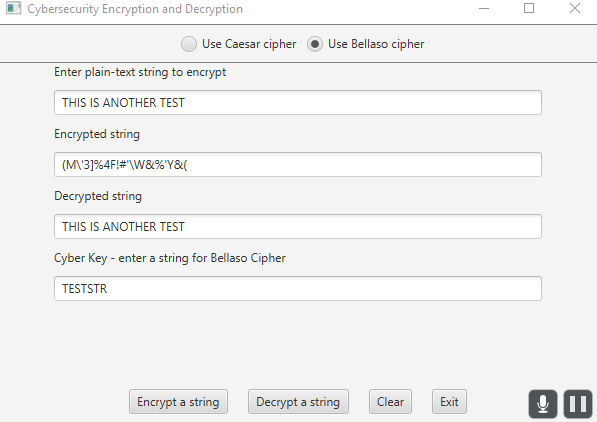 Cybersecurity Encryption and Decryption
Use Caesar cipher Use Bellaso cipher
Enter plain-text string to encrypt
THIS IS ANOTHER TEST
Encrypted string
(M\'3]%4F!#'\W&%'Y&(
Decrypted string
THIS IS ANOTHER TEST
Cyber Key - enter a string for Bellaso Cipher
TESTSTR
Encrypt a string Decrypt a string Clear Exit